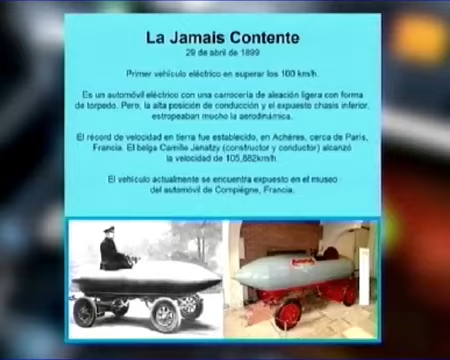 La Jamais Contente
29 de abril de 1899
Primer vehículo eléctrico en superar los 100 km/h.
Es un automóvil eléctrico con una carrocería de aleación ligera con forma
de torpedo. Pero, la alta posición de conducción y el expuesto chasis inferior,
estropeaban mucho la aerodinámica.
El récord de velocidad en tierra fue establecido, en Achères, cerca de París,
Francia. El belga Camille Jenatzy (constructor y conductor) alcanzó
la velocidad de 105,882km/h.
El vehículo actualmente se encuentra expuesto en el museo
del automóvil de Compiègne, Francia.